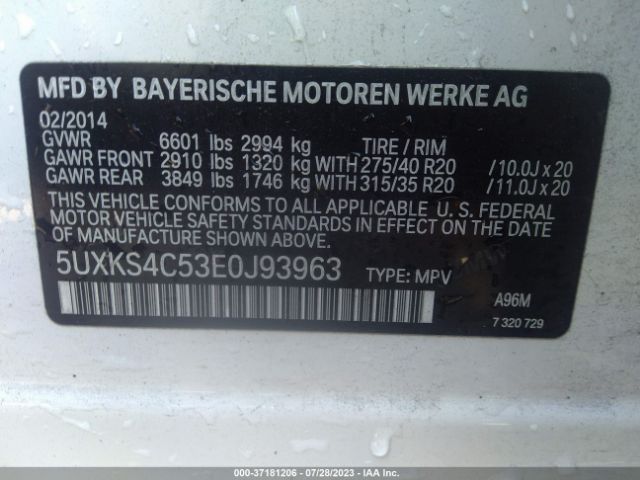 MFD BY BAYERISCHE MOTOREN WERKE AG
02/2014
GVWR 6601 lbs 2994 kg TIRE / RIM
GAWR FRONT 2910 lbs 1320 kg WITH 275/40 R20 /10.0J x 20
GAWR REAR 3849 lbs 1746 kg WITH 315/35 R20 /11.0J x 20
THIS VEHICLE CONFORMS TO ALL APPLICABLE U. S. FEDERAL
MOTOR VEHICLE SAFETY STANDARDS IN EFFECT ON THE DATE
OF MANUFACTURE SHOWN ABOVE.
5UXKS4C53E0J93963 TYPE: MPV
A96M
7 320 729
000-37181206 - 07/28/2023 - IAA Inc.